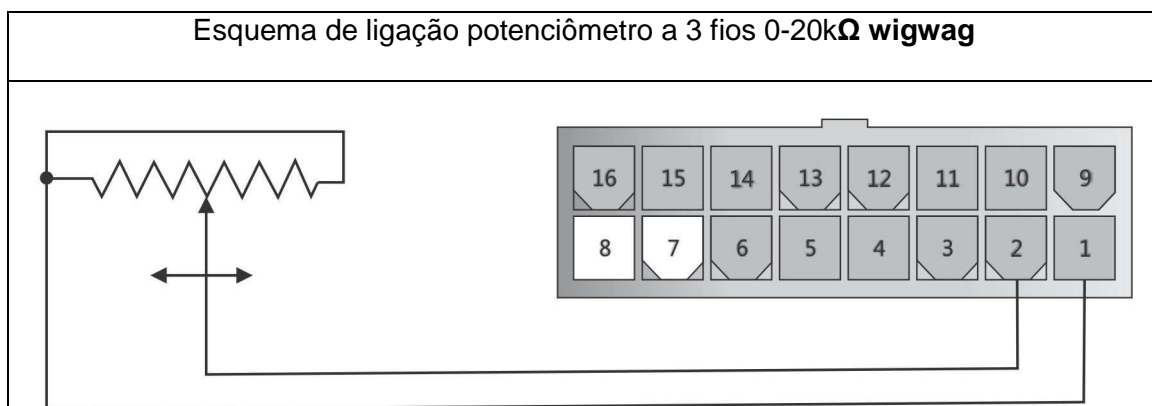 Esquema de ligação potenciômetro a 3 fios 0-20kΩ wigwag
16 15 14 13 12 11 10 9
8 7 6 5 4 3 2 1